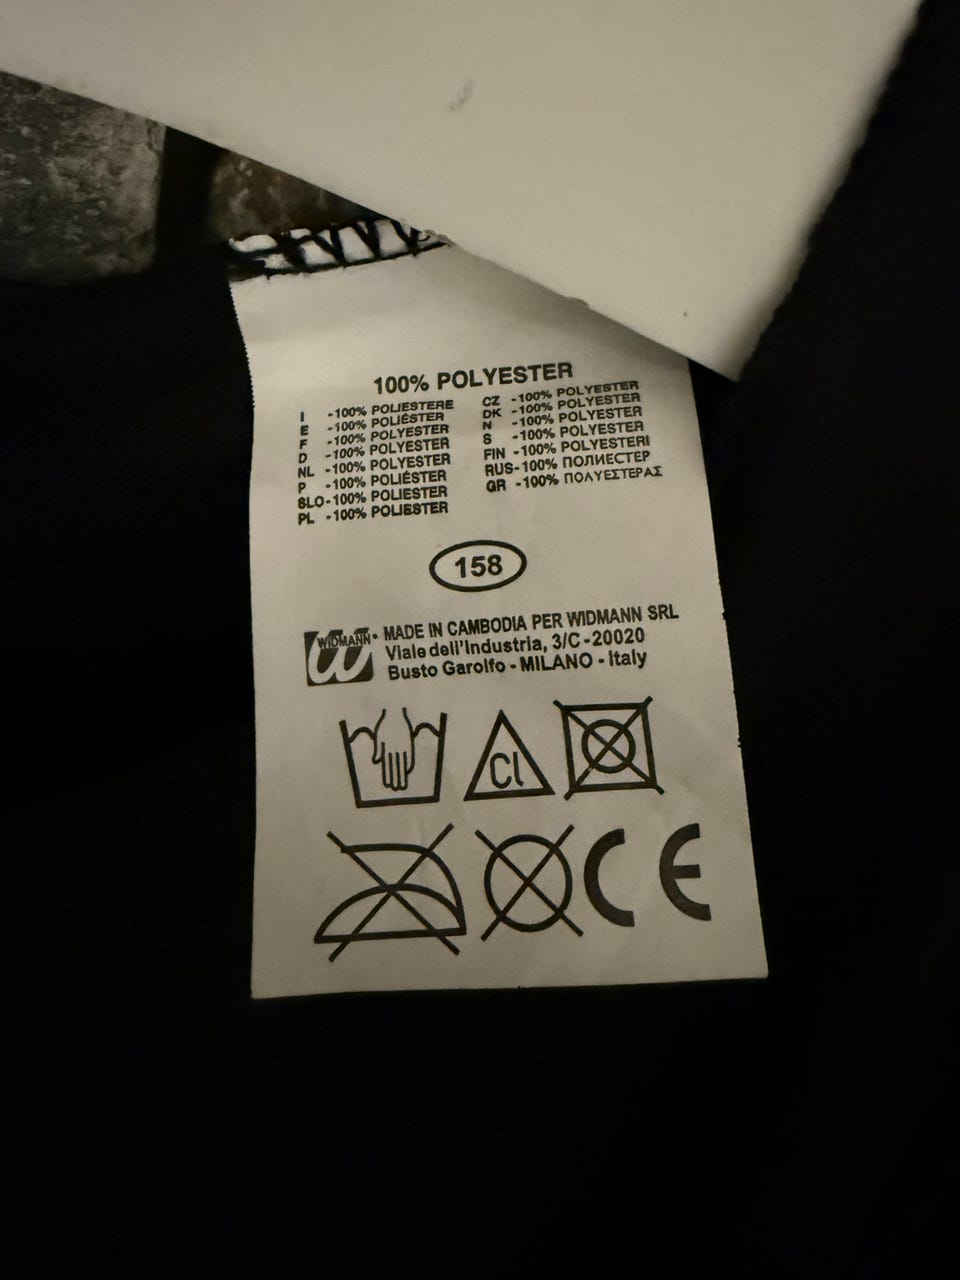 100% POLYESTER
I -100% POLIESTERE
E -100% POLIÉSTER
F -100% POLYESTER
D -100% POLYESTER
NL -100% POLYESTER
P -100% POLIÉSTER
SLO-100% POLIESTER
PL -100% POLIESTER
CZ -100% POLYESTER
DK -100% POLYESTER
N -100% POLYESTER
S -100% POLYESTER
FIN -100% POLYESTERI
RUS-100% ПОЛИЕСТЕР
GR -100% ΠΟΛΥΕΣΤΕΡΑΣ
158
WIDMANN
MADE IN CAMBODIA PER WIDMANN SRL
Viale dell'Industria, 3/C - 20020
Busto Garolfo - MILANO - Italy
Cl
CE